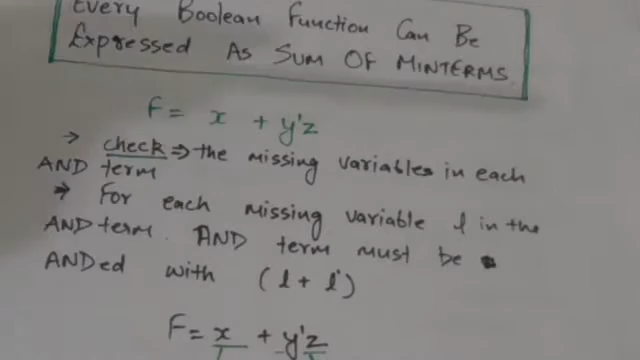 Every Boolean Function Can Be
Expressed As Sum Of Minterms
F = x + y'z
→ check ⇒ the missing variables in each
AND term
→ For each missing variable l in the
AND term. AND term must be
ANDed with (l + l')
F = x + y'z